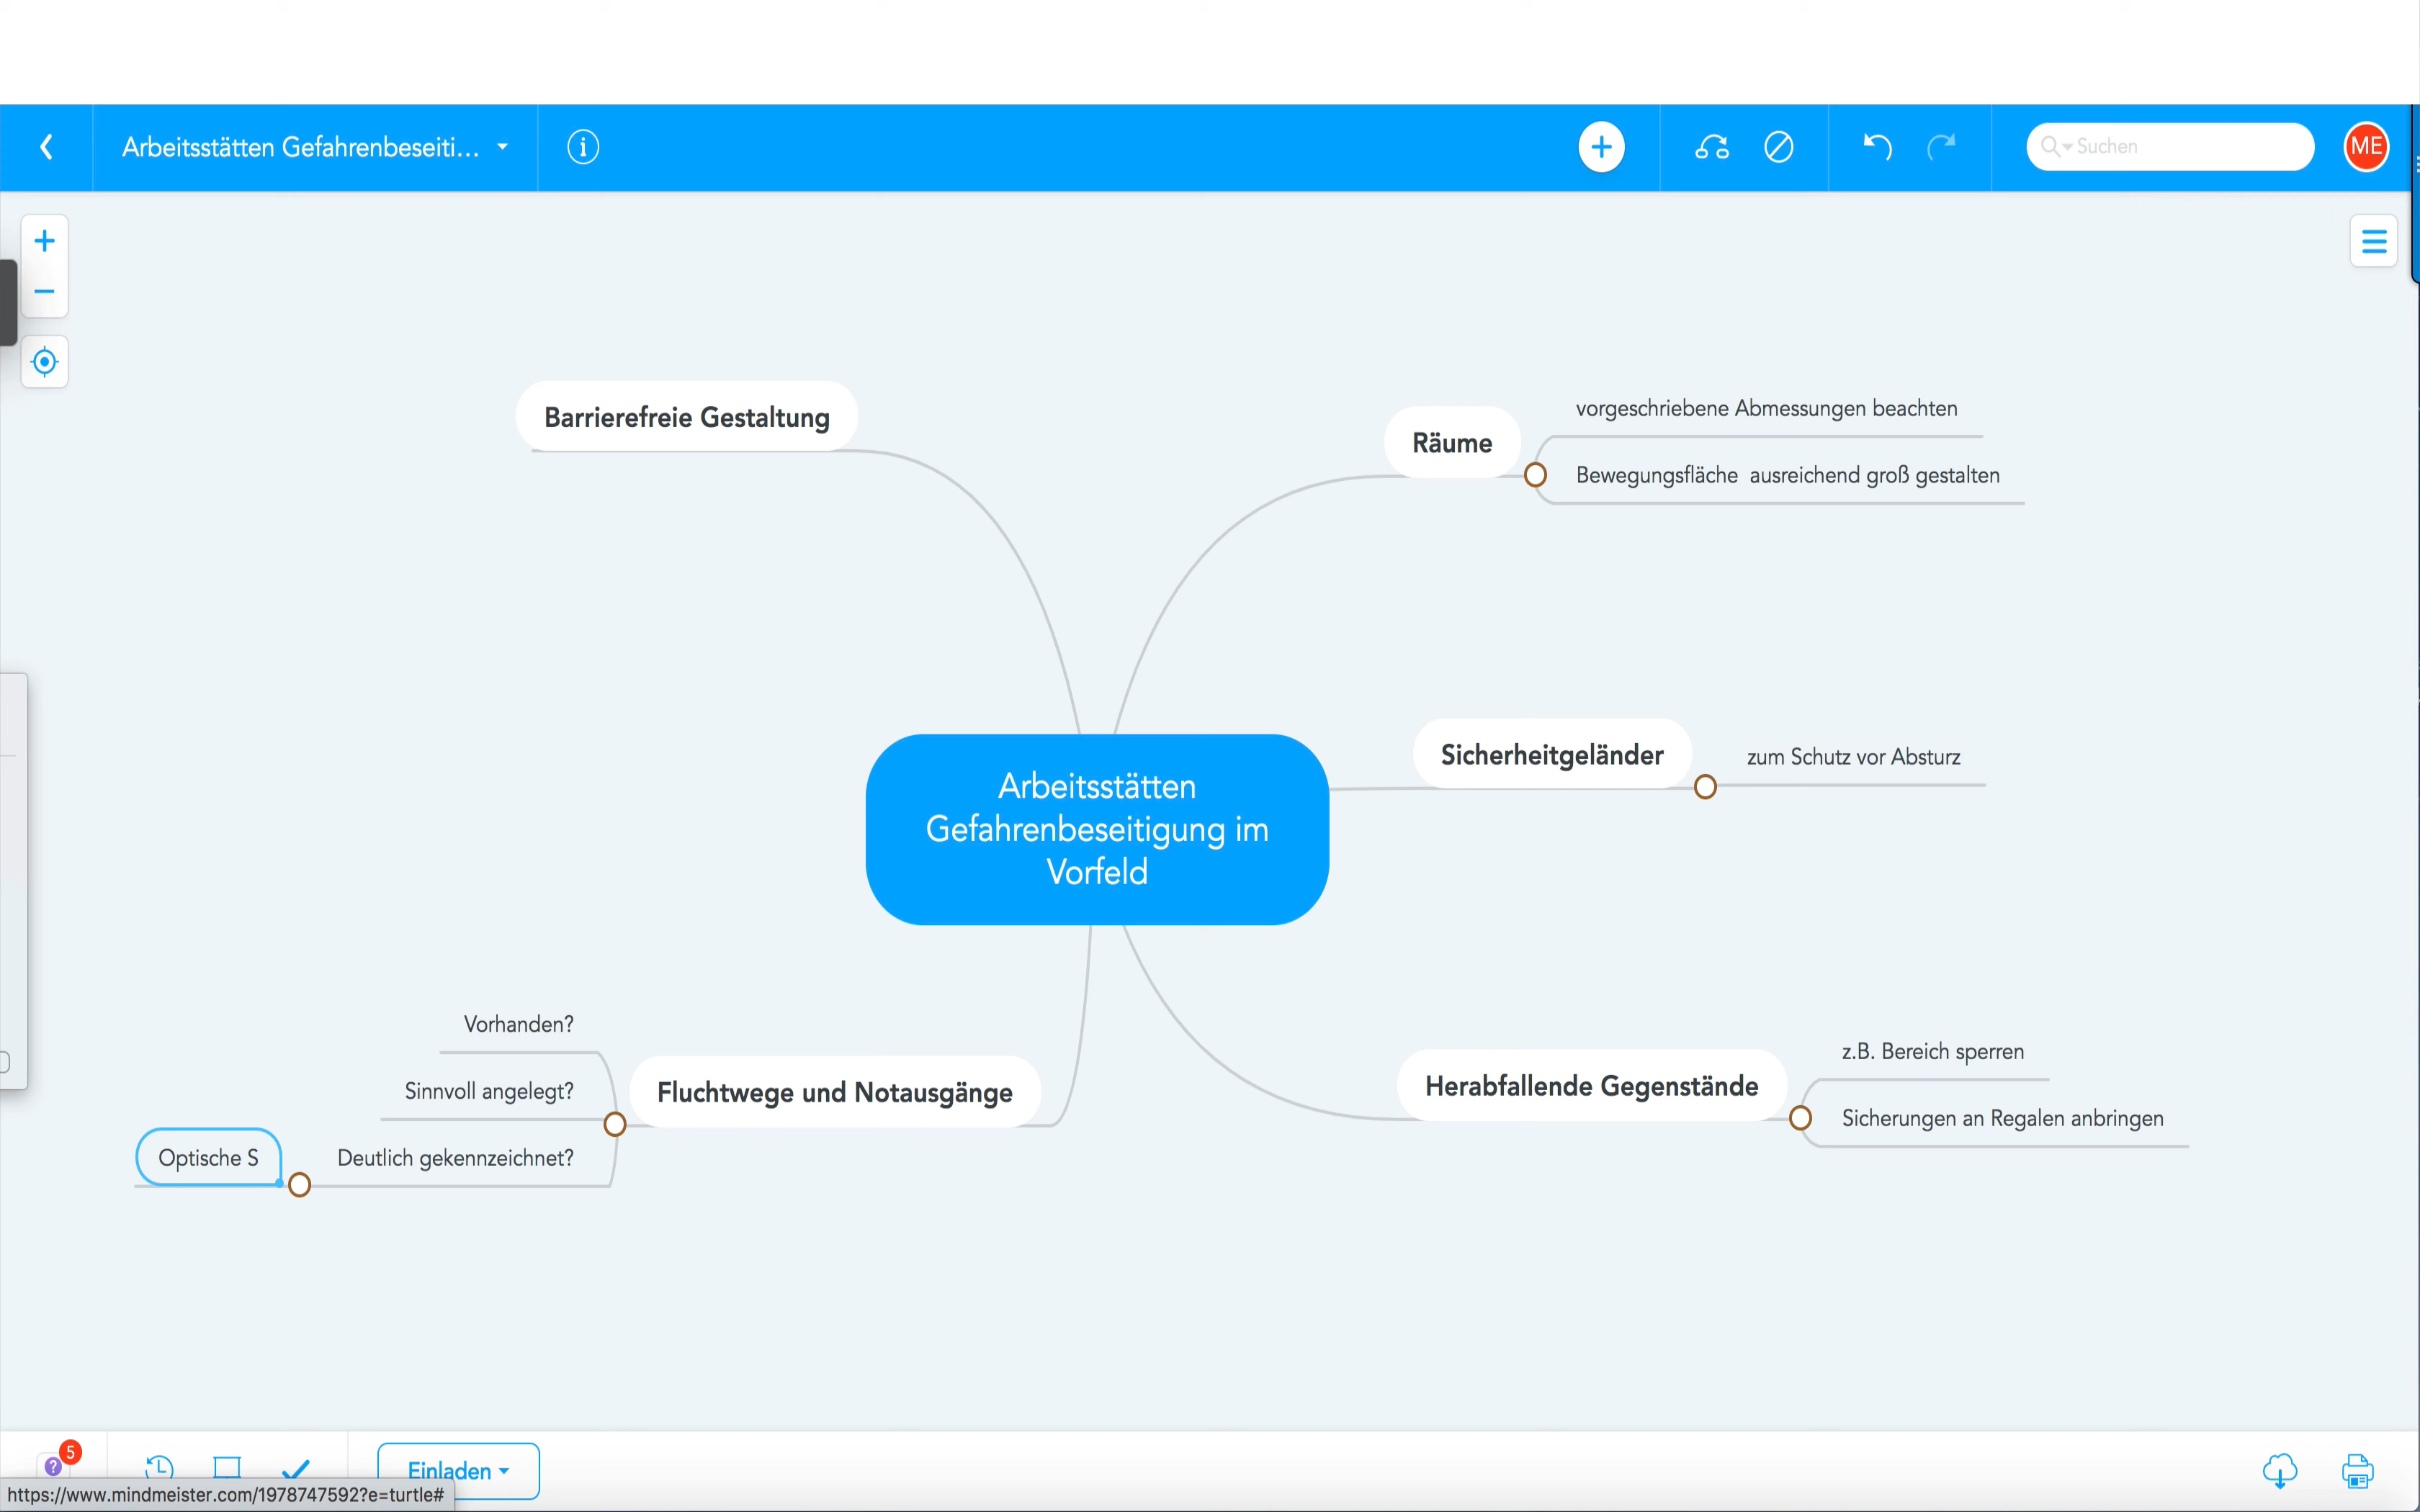 Arbeitsstätten Gefahrenbeseiti...
Suchen
ME
Barrierefreie Gestaltung
Räume
vorgeschriebene Abmessungen beachten
Bewegungsfläche ausreichend groß gestalten
Arbeitsstätten
Gefahrenbeseitigung im
Vorfeld
Sicherheitgeländer
zum Schutz vor Absturz
Vorhanden?
Sinnvoll angelegt?
Deutlich gekennzeichnet?
Optische S
Fluchtwege und Notausgänge
Herabfallende Gegenstände
z.B. Bereich sperren
Sicherungen an Regalen anbringen
5
Einladen
https://www.mindmeister.com/1978747592?e=turtle#